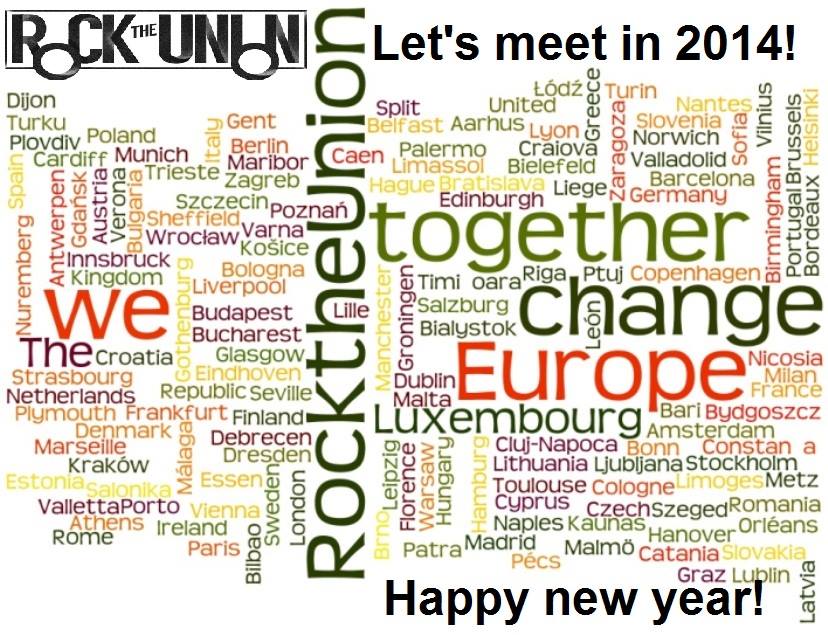 ROCK THE UNION
Let's meet in 2014!
Dijon
Turku
Plovdiv
Poland
Cardiff
Munich
Italy
Gent
Berlin
Maribor
Spain
Antwerpen
Gdańsk
Austria
Verona
Bulgaria
Trieste
Zagreb
Szczecin
Sheffield
Poznań
Wrocław
Varna
Košice
Nuremberg
Innsbruck
Kingdom
Gothenburg
Bologna
Liverpool
we
Budapest
Bucharest
The
Croatia
Glasgow
Eindhoven
Strasbourg
Netherlands
Republic
Seville
Plymouth
Frankfurt
Finland
Denmark
Málaga
Debrecen
Marseille
Dresden
Kraków
Estonia
Salonika
Essen
Sweden
London
Valletta
Porto
Vienna
Athens
Ireland
Rome
Paris
Bilbao
RocktheUnion
Caen
Lille
Split
United
Łódź
Greece
Turin
Nantes
Vilnius
Helsinki
Belfast
Aarhus
Lyon
Zaragoza
Slovenia
Sofia
Brussels
Palermo
Craiova
Norwich
Limassol
Bielefeld
Valladolid
Hague
Bratislava
Liege
Barcelona
Edinburgh
Germany
Birmingham
Portugal
Bordeaux
together
Manchester
Groningen
Timi oara
Riga
Ptuj
Copenhagen
Salzburg
change
Bialystok
León
Europe
Nicosia
Dublin
Milan
Malta
France
Luxembourg
Bari
Bydgoszcz
Amsterdam
Brno
Leipzig
Florence
Warsaw
Hungary
Hamburg
Cluj-Napoca
Bonn
Constan a
Lithuania
Ljubljana
Stockholm
Toulouse
Cologne
Limoges
Metz
Cyprus
Czech
Szeged
Romania
Naples
Kaunas
Hanover
Orléans
Patra
Madrid
Malmö
Catania
Slovakia
Pécs
Graz
Lublin
Latvia
Happy new year!